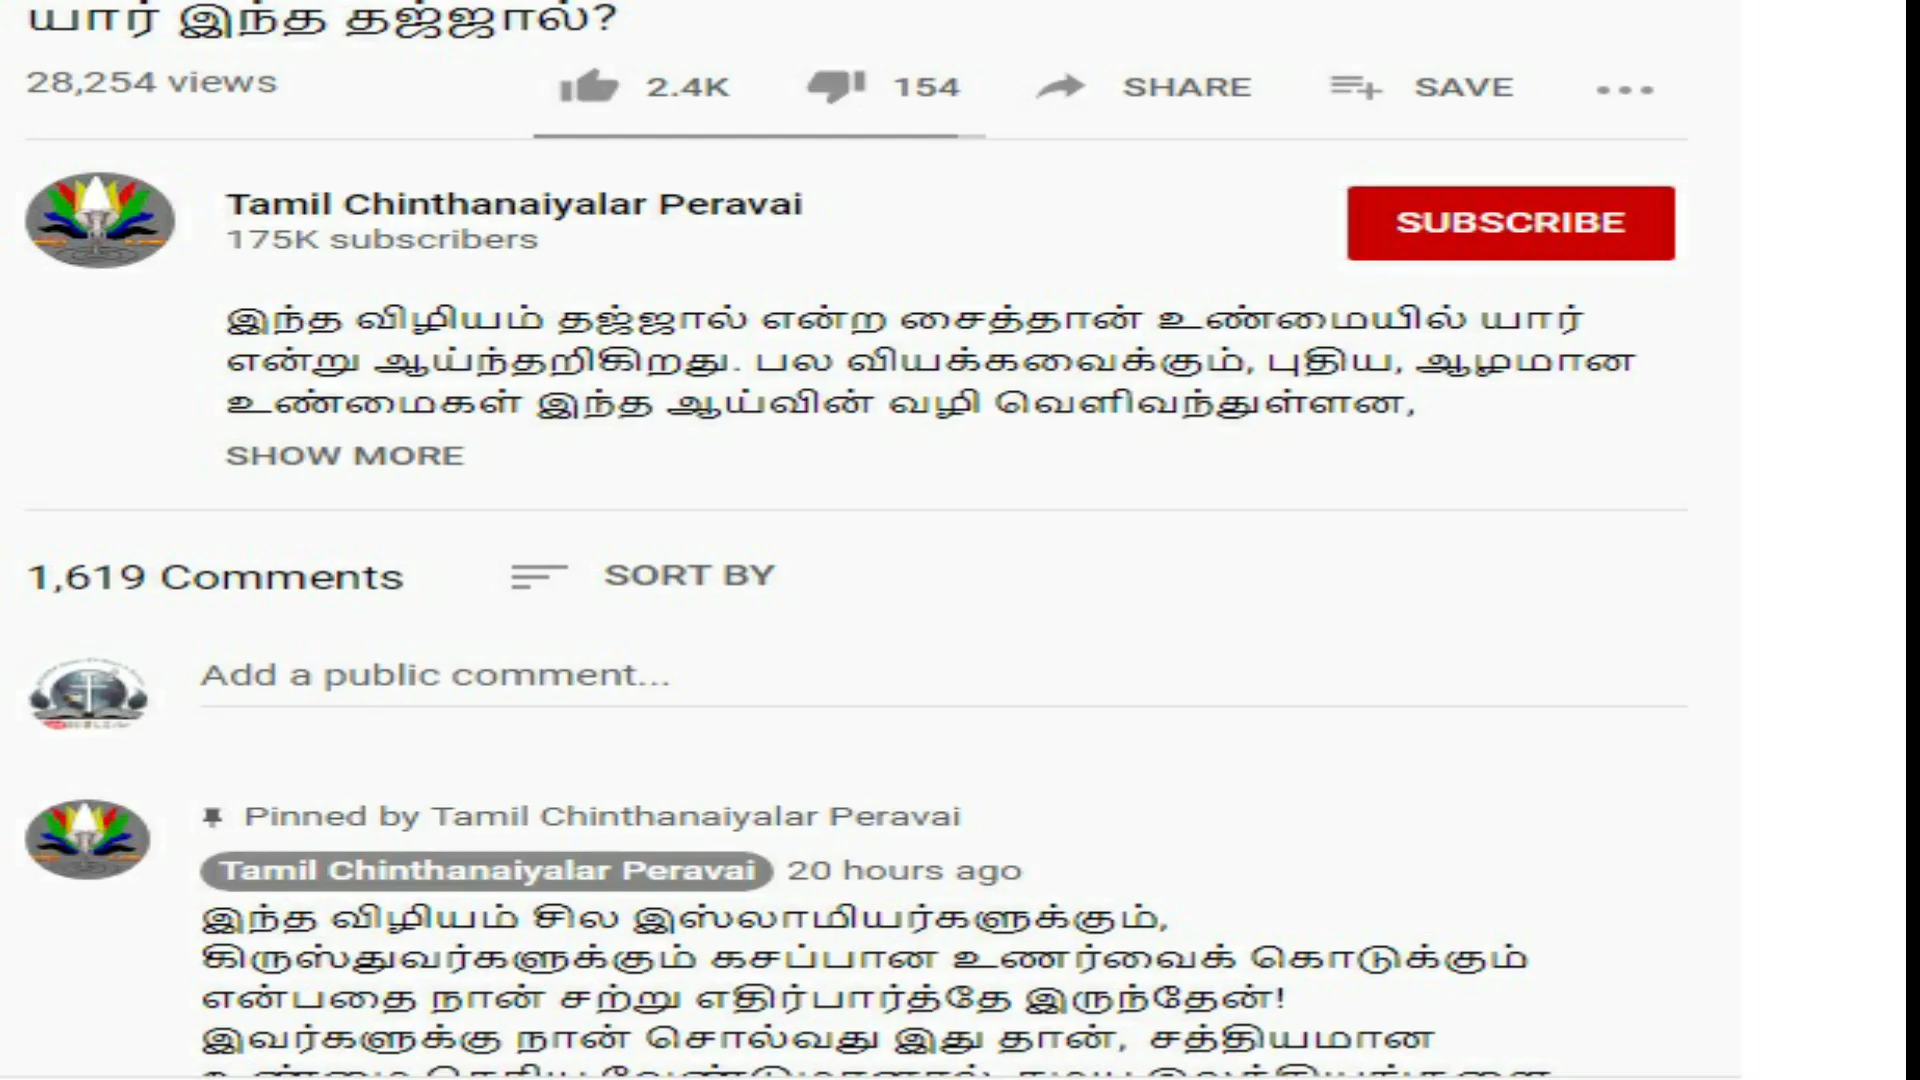 யார் இந்த தஜ்ஜால்?
28,254 views 2.4K 154 SHARE SAVE
Tamil Chinthanaiyalar Peravai
175K subscribers
SUBSCRIBE
இந்த விழியம் தஜ்ஜால் என்ற சைத்தான் உண்மையில் யார்
என்று ஆய்ந்தறிகிறது. பல வியக்கவைக்கும், புதிய, ஆழமான
உண்மைகள் இந்த ஆய்வின் வழி வெளிவந்துள்ளன,
SHOW MORE
1,619 Comments SORT BY
Add a public comment...
Pinned by Tamil Chinthanaiyalar Peravai
Tamil Chinthanaiyalar Peravai 20 hours ago
இந்த விழியம் சில இஸ்லாமியர்களுக்கும்,
கிருஸ்துவர்களுக்கும் கசப்பான உணர்வைக் கொடுக்கும்
என்பதை நான் சற்று எதிர்பார்த்தே இருந்தேன்!
இவர்களுக்கு நான் சொல்வது இது தான், சத்தியமான